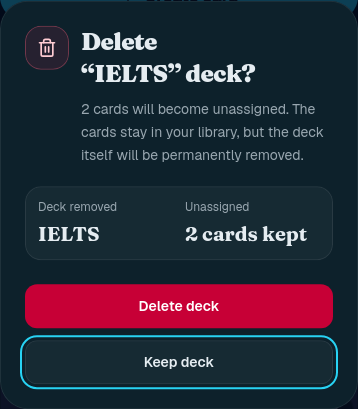 Delete
“IELTS” deck?
2 cards will become unassigned. The
cards stay in your library, but the deck
itself will be permanently removed.
Deck removed
IELTS
Unassigned
2 cards kept
Delete deck
Keep deck